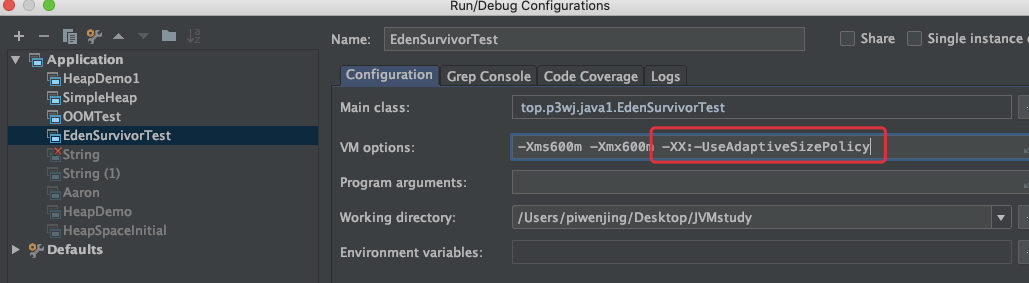 Run/Debug Configurations
Name: EdenSurvivorTest Share Single instance
Application
HeapDemo1
SimpleHeap
OOMTest
EdenSurvivorTest
String
String (1)
Aaron
HeapDemo
HeapSpaceInitial
Defaults
Configuration Grep Console Code Coverage Logs
Main class: top.p3wj.java1.EdenSurvivorTest
VM options: -Xms600m -Xmx600m -XX:-UseAdaptiveSizePolicy
Program arguments:
Working directory: /Users/piwenjing/Desktop/JVMstudy
Environment variables: